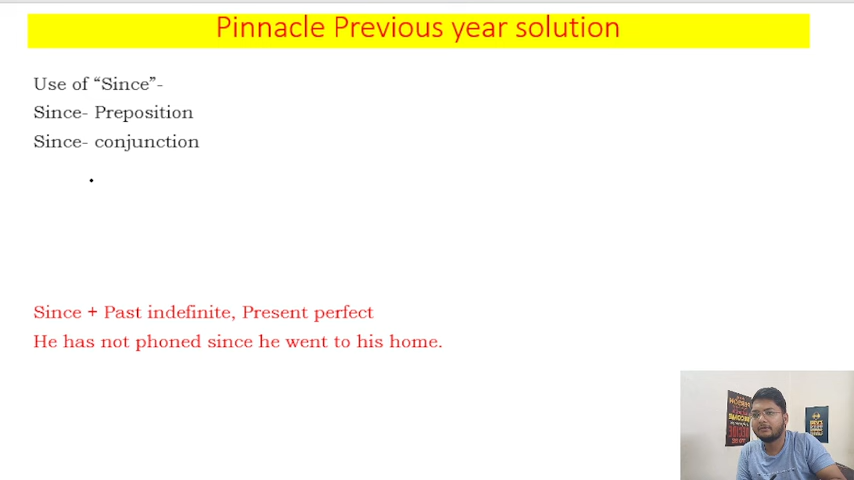 Pinnacle Previous year solution
Use of “Since”-
Since- Preposition
Since- conjunction
Since + Past indefinite, Present perfect
He has not phoned since he went to his home.